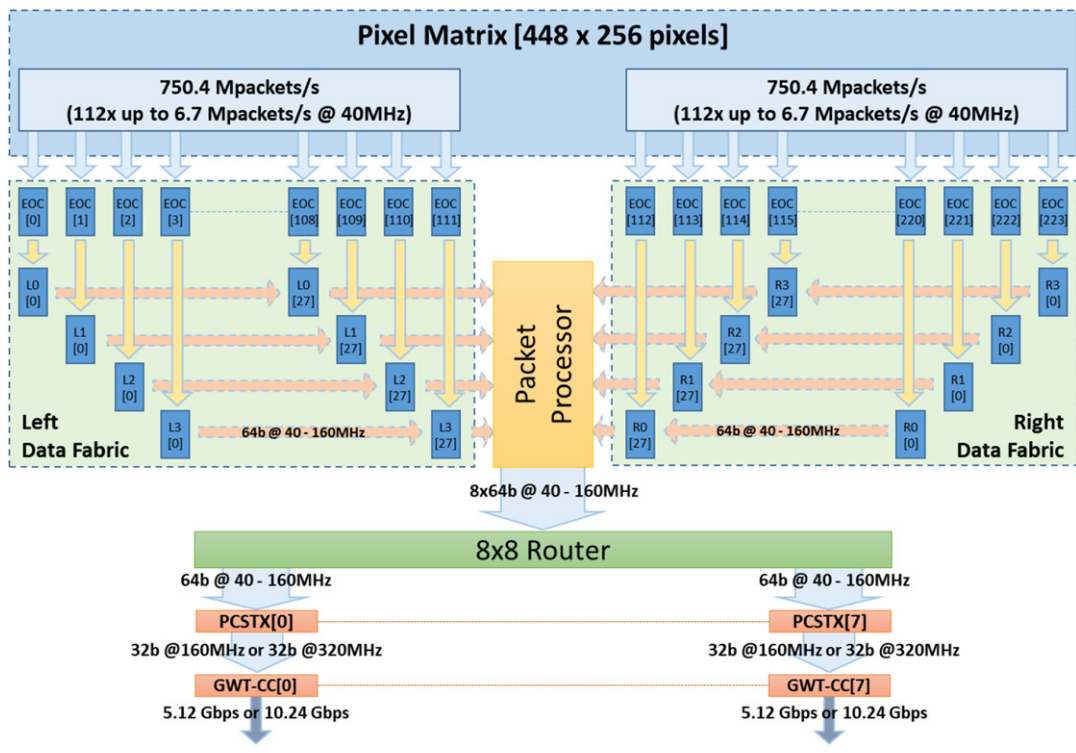 Pixel Matrix [448 x 256 pixels]
750.4 Mpackets/s
(112x up to 6.7 Mpackets/s @ 40MHz)
750.4 Mpackets/s
(112x up to 6.7 Mpackets/s @ 40MHz)
EOC [0]
EOC [1]
EOC [2]
EOC [3]
EOC [108]
EOC [109]
EOC [110]
EOC [111]
EOC [112]
EOC [113]
EOC [114]
EOC [115]
EOC [220]
EOC [221]
EOC [222]
EOC [223]
L0 [0]
L0 [27]
R3 [27]
R3 [0]
L1 [0]
L1 [27]
R2 [27]
R2 [0]
L2 [0]
L2 [27]
R1 [27]
R1 [0]
L3 [0]
64b @ 40 - 160MHz
L3 [27]
R0 [27]
64b @ 40 - 160MHz
R0 [0]
Left
Data Fabric
Packet
Processor
Right
Data Fabric
8x64b @ 40 - 160MHz
8x8 Router
64b @ 40 - 160MHz
64b @ 40 - 160MHz
PCSTX[0]
PCSTX[7]
32b @160MHz or 32b @320MHz
32b @160MHz or 32b @320MHz
GWT-CC[0]
GWT-CC[7]
5.12 Gbps or 10.24 Gbps
5.12 Gbps or 10.24 Gbps